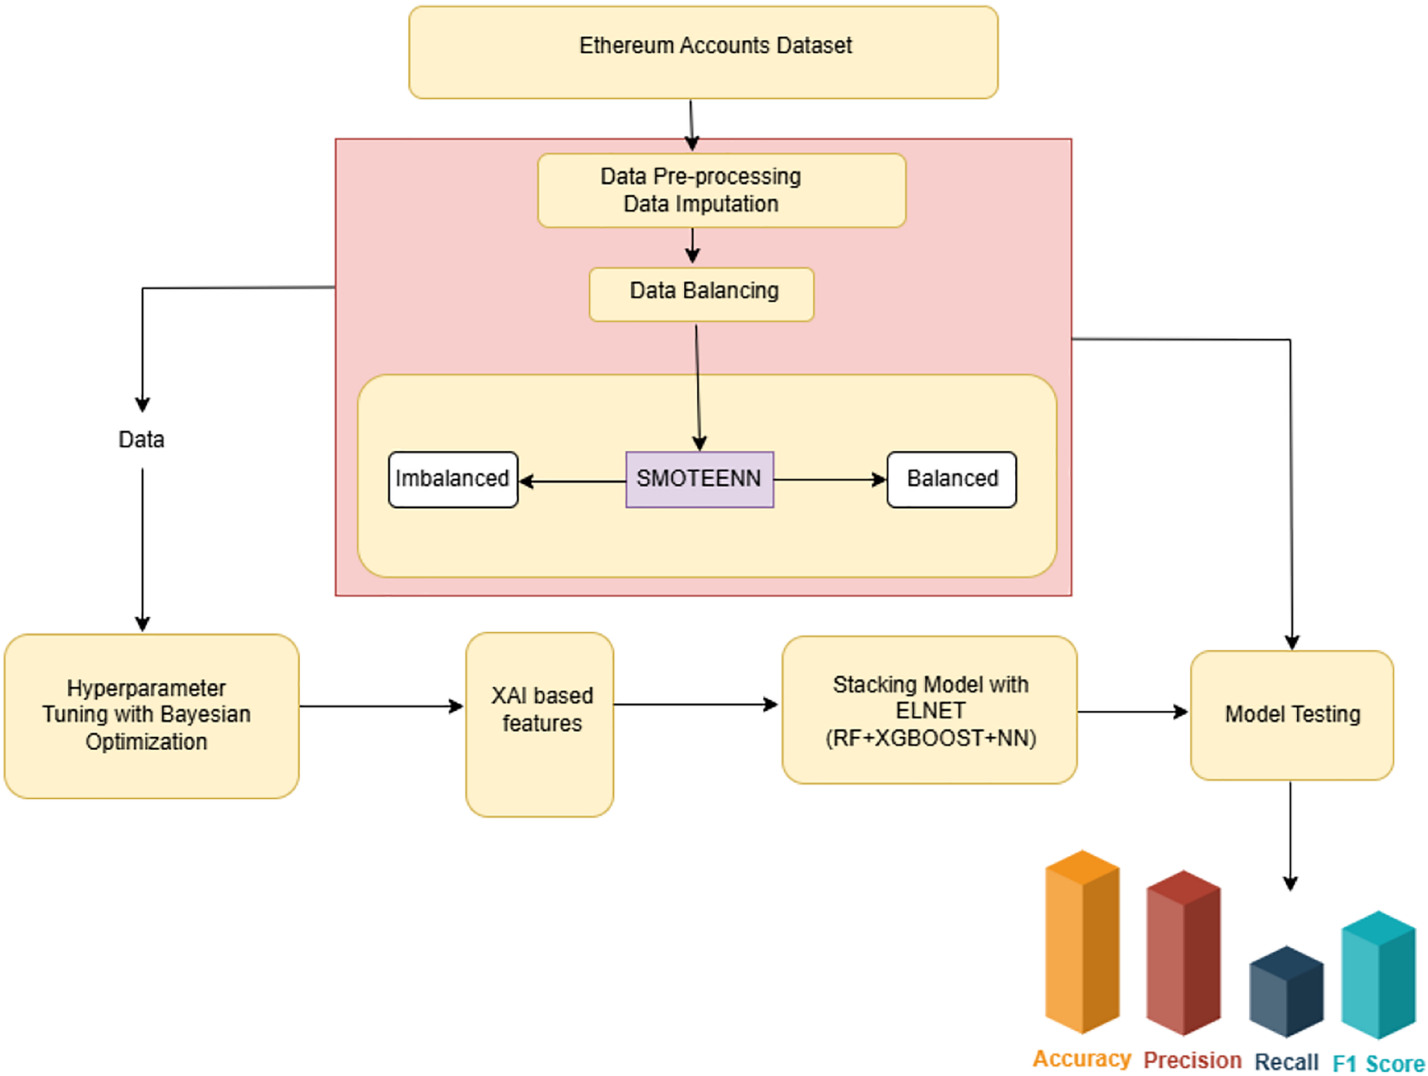 Ethereum Accounts Dataset
Data Pre-processing
Data Imputation
Data Balancing
Imbalanced
SMOTEENN
Balanced
Data
Hyperparameter
Tuning with Bayesian
Optimization
XAI based
features
Stacking Model with
ELNET
(RF+XGBOOST+NN)
Model Testing
Accuracy
Precision
Recall
F1 Score